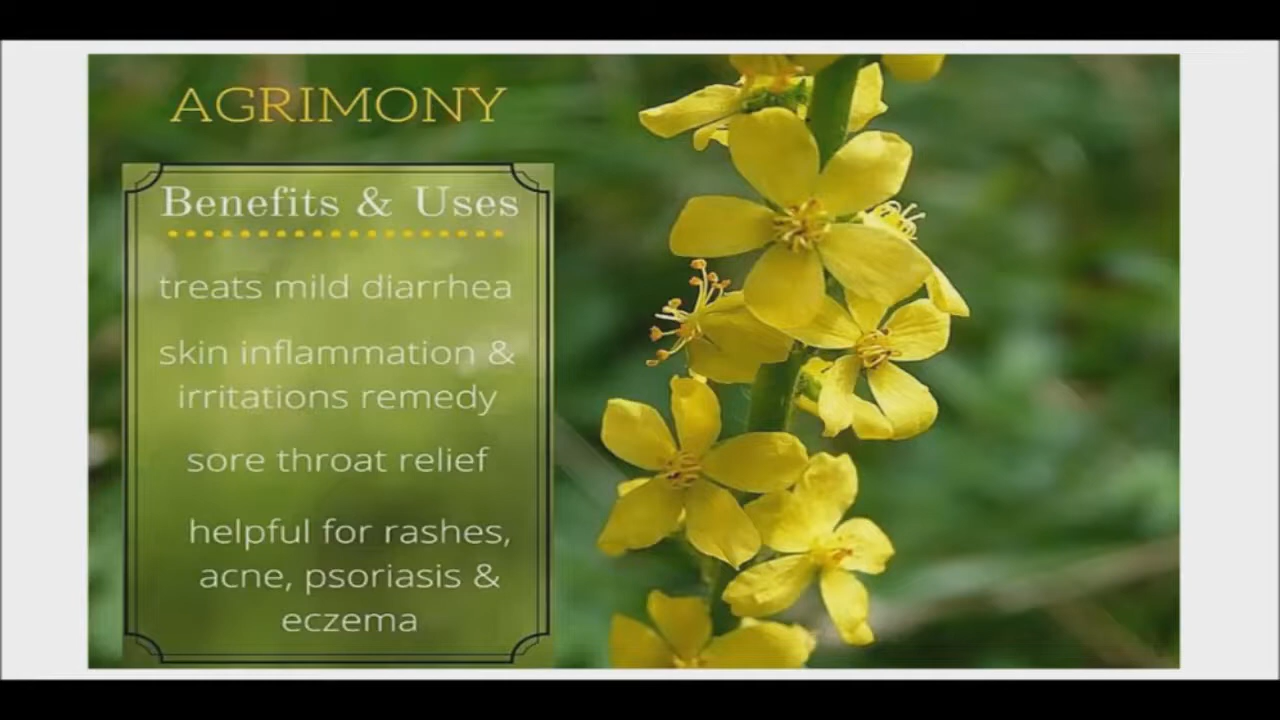 AGRIMONY
Benefits & Uses
treats mild diarrhea
skin inflammation &
irritations remedy
sore throat relief
helpful for rashes,
acne, psoriasis &
eczema